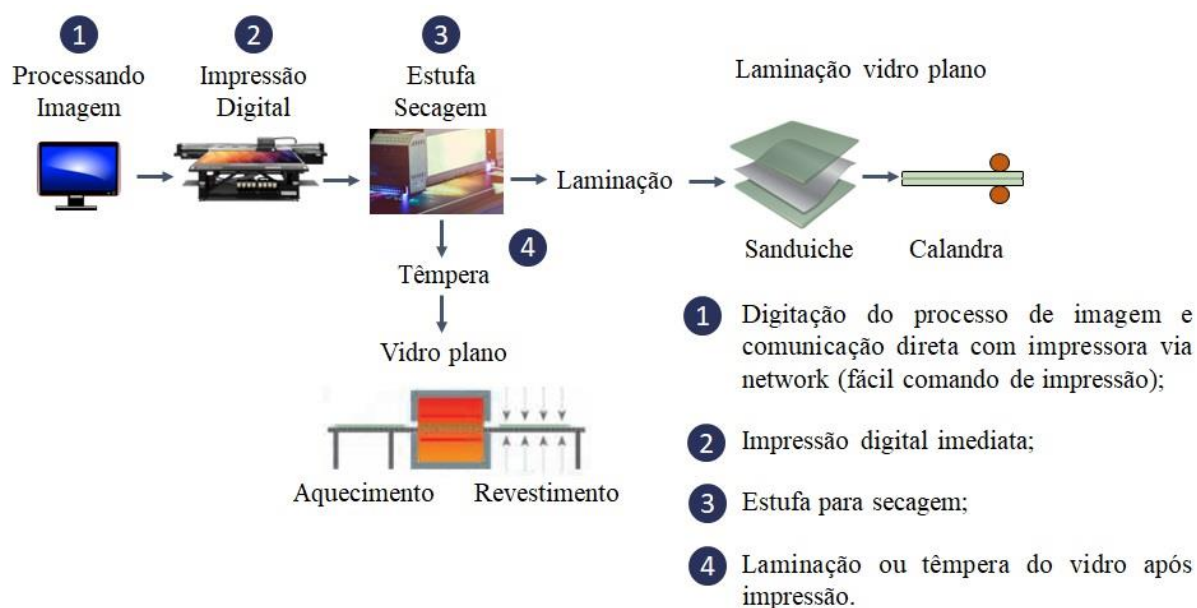 1
Processando
Imagem
2
Impressão
Digital
3
Estufa
Secagem
Laminação
Laminação vidro plano
Sanduiche
Calandra
4
Têmpera
Vidro plano
Aquecimento
Revestimento
1 Digitação do processo de imagem e
comunicação direta com impressora via
network (fácil comando de impressão);
2 Impressão digital imediata;
3 Estufa para secagem;
4 Laminação ou têmpera do vidro após
impressão.